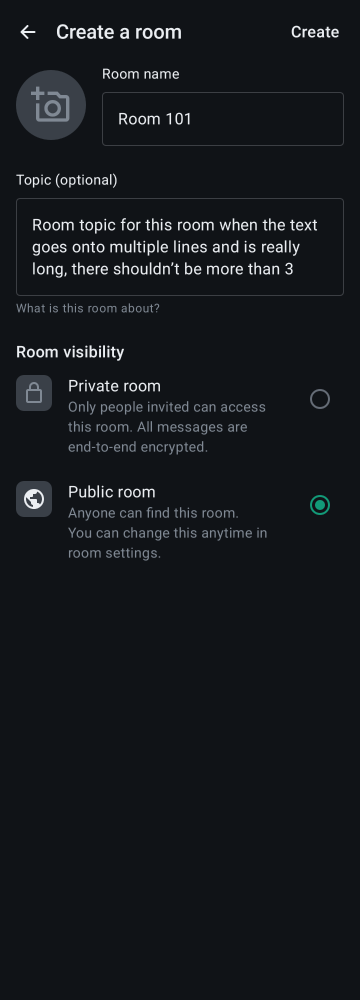 Create a room
Create
Room name
Room 101
Topic (optional)
Room topic for this room when the text
goes onto multiple lines and is really
long, there shouldn’t be more than 3
What is this room about?
Room visibility
Private room
Only people invited can access
this room. All messages are
end-to-end encrypted.
Public room
Anyone can find this room.
You can change this anytime in
room settings.